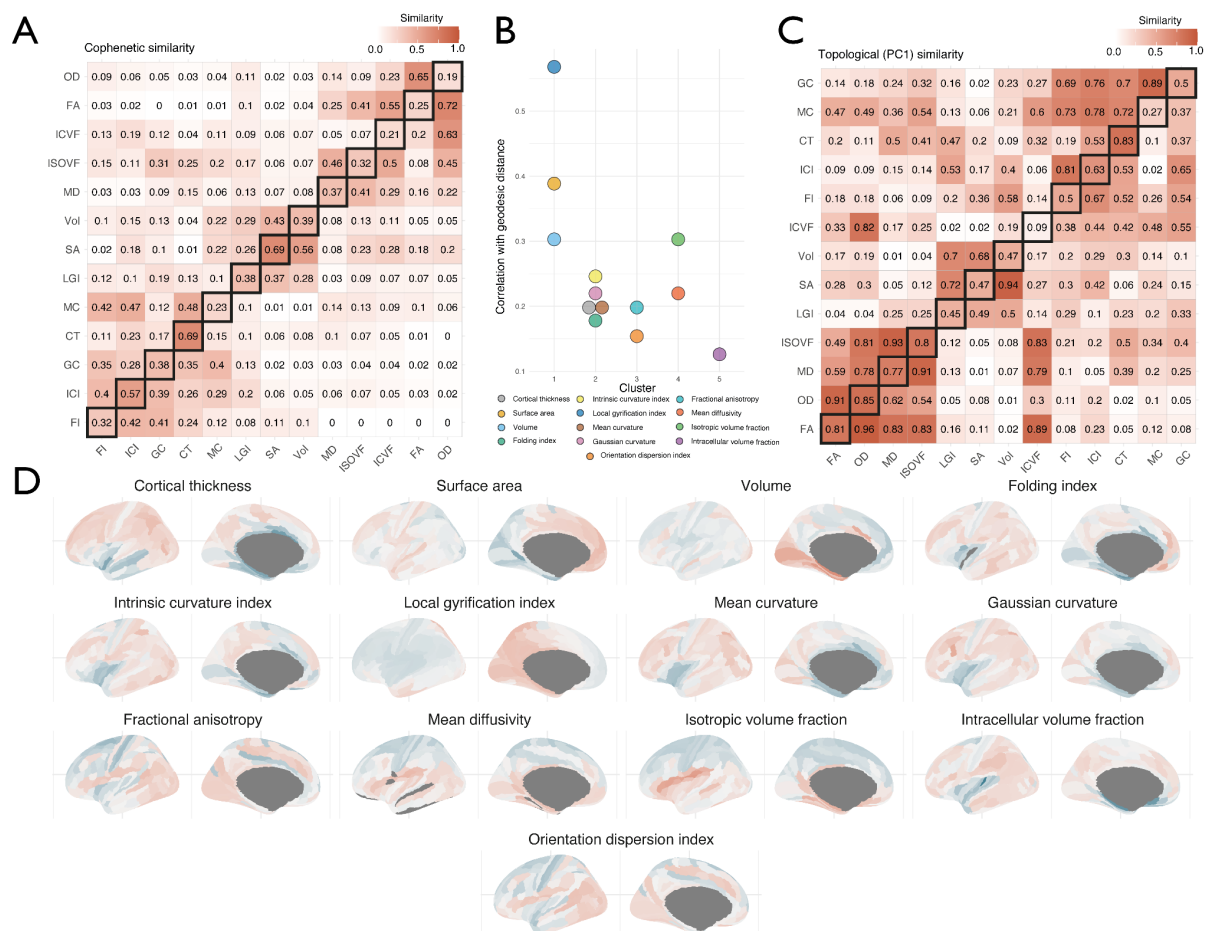 A
Similarity
0.0 0.5 1.0
Cophenetic similarity
OD 0.09 0.06 0.05 0.03 0.04 0.11 0.02 0.03 0.14 0.09 0.23 0.65 0.19
FA 0.03 0.02 0 0.01 0.01 0.1 0.02 0.04 0.25 0.41 0.55 0.25 0.72
ICVF 0.13 0.19 0.12 0.04 0.11 0.09 0.06 0.07 0.05 0.07 0.21 0.2 0.63
ISOVF 0.15 0.11 0.31 0.25 0.2 0.17 0.06 0.07 0.46 0.32 0.5 0.08 0.45
MD 0.03 0.03 0.09 0.15 0.06 0.13 0.07 0.08 0.37 0.41 0.29 0.16 0.22
Vol 0.1 0.15 0.13 0.04 0.22 0.29 0.43 0.39 0.08 0.13 0.11 0.05 0.05
SA 0.02 0.18 0.1 0.01 0.22 0.26 0.69 0.56 0.08 0.23 0.28 0.18 0.2
LGI 0.12 0.1 0.19 0.13 0.1 0.38 0.37 0.28 0.06 0.09 0.07 0.07 0.05
MC 0.42 0.47 0.12 0.48 0.23 0.1 0.01 0.01 0.09 0.07 0.14 0.1 0.06
CT 0.11 0.23 0.17 0.69 0.15 0.1 0.06 0.08 0.1 0.07 0.05 0.01 0
GC 0.35 0.28 0.38 0.35 0.4 0.13 0.02 0.03 0.03 0.04 0.04 0.03 0.02
ICI 0.4 0.57 0.39 0.26 0.29 0.2 0.06 0.05 0.03 0.04 0.04 0.03 0.02
FI 0.32 0.42 0.41 0.24 0.12 0.08 0.11 0.1 0 0 0 0 0
FI ICI GC CT MC LGI SA Vol MD ISOVF ICVF FA OD
B
Correlation with geodesic distance
0.5
0.4
0.3
0.2
0.1
1 2 3 4 5
Cluster
Cortical thickness Intrinsic curvature index Fractional anisotropy
Surface area Local gyrification index Mean diffusivity
Volume Mean curvature Isotropic volume fraction
Folding index Gaussian curvature Intracellular volume fraction
Orientation dispersion index
C
Similarity
0.0 0.5 1.0
Topological (PC1) similarity
GC 0.14 0.18 0.24 0.32 0.16 0.02 0.23 0.27 0.69 0.76 0.7 0.89 0.5
MC 0.47 0.49 0.46 0.54 0.06 0.05 0.21 0.6 0.73 0.78 0.72 0.27 0.37
CT 0.2 0.11 0.5 0.41 0.47 0.2 0.6 0.32 0.19 0.53 0.83 0.1 0.37
ICI 0.09 0.09 0.15 0.14 0.53 0.17 0.4 0.06 0.81 0.63 0.53 0.02 0.65
FI 0.18 0.18 0.06 0.09 0.2 0.36 0.58 0.14 0.5 0.67 0.52 0.26 0.54
ICVF 0.33 0.82 0.17 0.25 0.02 0.02 0.19 0.09 0.38 0.44 0.42 0.48 0.55
Vol 0.17 0.19 0.01 0.04 0.7 0.68 0.47 0.17 0.2 0.29 0.3 0.14 0.1
SA 0.28 0.3 0.05 0.12 0.72 0.47 0.94 0.32 0.3 0.42 0.06 0.24 0.15
LGI 0.04 0.04 0.25 0.25 0.45 0.49 0.5 0.14 0.29 0.1 0.23 0.2 0.33
ISOVF 0.49 0.81 0.93 0.8 0.12 0.05 0.08 0.83 0.23 0.2 0.5 0.34 0.4
MD 0.59 0.78 0.77 0.91 0.13 0.01 0.07 0.79 0.1 0.04 0.39 0.2 0.25
OD 0.91 0.85 0.62 0.54 0.05 0.08 0.02 0.4 0.12 0.07 0.04 0.1 0.05
FA 0.81 0.96 0.83 0.83 0.16 0.11 0.02 0.89 0.08 0.23 0.45 0.12 0.08
FA OD MD ISOVF LGI SA Vol ICVF FI ICI CT MC GC
D
Cortical thickness Surface area Volume Folding index
Intrinsic curvature index Local gyrification index Mean curvature Gaussian curvature
Fractional anisotropy Mean diffusivity Isotropic volume fraction Intracellular volume fraction
Orientation dispersion index